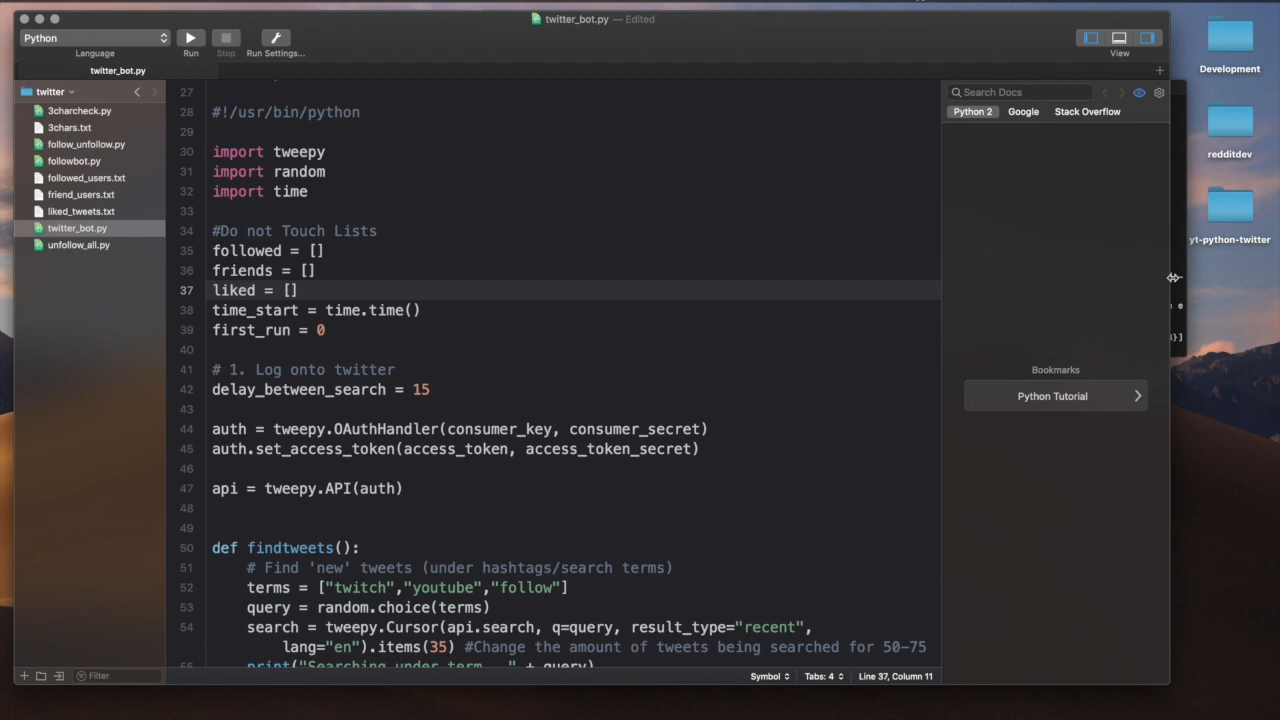 twitter_bot.py — Edited
Python
Language
Run
Stop
Run Settings...
View
twitter_bot.py
twitter
3charcheck.py
3chars.txt
follow_unfollow.py
followbot.py
followed_users.txt
friend_users.txt
liked_tweets.txt
twitter_bot.py
unfollow_all.py
Filter
27
28 #!/usr/bin/python
29
30 import tweepy
31 import random
32 import time
33
34 #Do not Touch Lists
35 followed = []
36 friends = []
37 liked = []
38 time_start = time.time()
39 first_run = 0
40
41 # 1. Log onto twitter
42 delay_between_search = 15
43
44 auth = tweepy.OAuthHandler(consumer_key, consumer_secret)
45 auth.set_access_token(access_token, access_token_secret)
46
47 api = tweepy.API(auth)
48
49
50 def findtweets():
51 # Find 'new' tweets (under hashtags/search terms)
52 terms = ["twitch","youtube","follow"]
53 query = random.choice(terms)
54 search = tweepy.Cursor(api.search, q=query, result_type="recent",
lang="en").items(35) #Change the amount of tweets being searched for 50-75
55 print("Searching under term..." + query)
Symbol
Tabs: 4
Line 37, Column 11
Search Docs
Python 2
Google
Stack Overflow
Bookmarks
Python Tutorial
Development
redditdev
yt-python-twitter
e
)}]